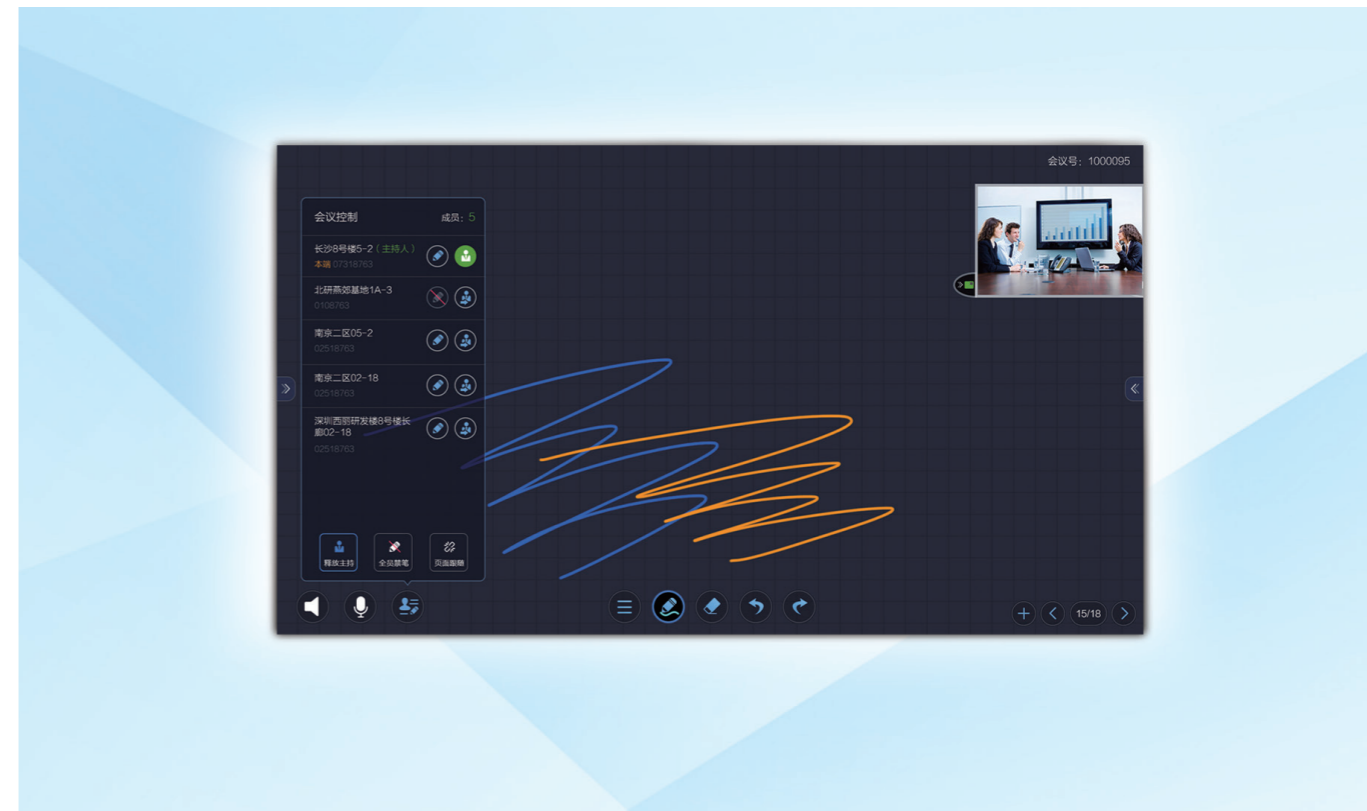 会议号：1000095
会议控制 成员：5
长沙8号楼5-2（主持人）
本端 07318763
北研燕郊基地1A-3
0108763
南京二区05-2
02518763
南京二区02-18
02518763
深圳西丽研发楼8号楼长
廊02-18
02518763
释放主持 全员禁笔 页面跟随
15/18